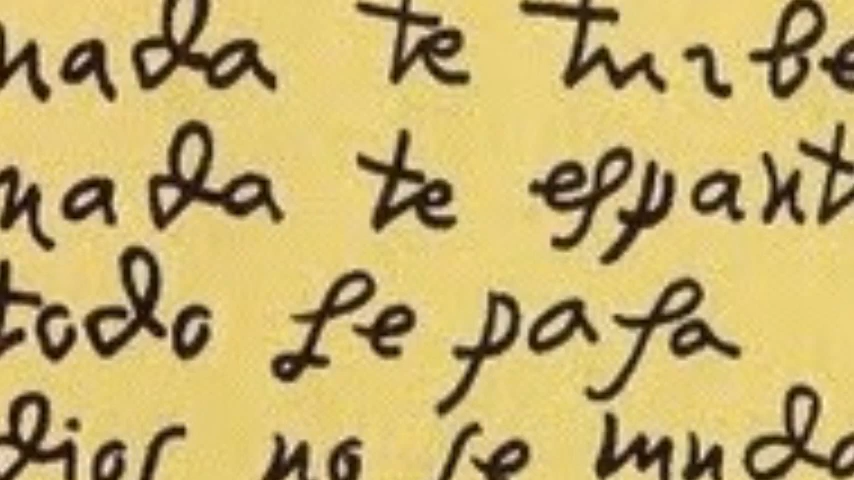 nada te turbe
nada te eſpant
todo ſe paſa
dios no ſe muda